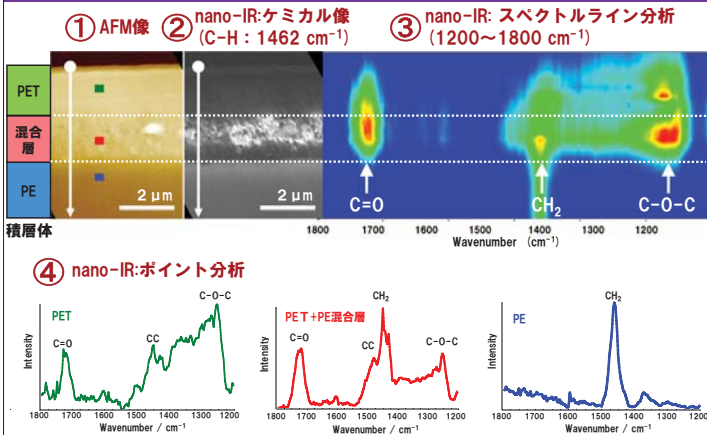 ① AFM像
② nano-IR:ケミカル像
(C-H：1462 cm⁻¹)
③ nano-IR: スペクトルライン分析
(1200～1800 cm⁻¹)
PET
混合
層
PE
積層体
2 μm
2 μm
C=O
CH₂
C-O-C
1800
1700
1600
1500
1400
1300
1200
Wavenumber (cm⁻¹)
④ nano-IR:ポイント分析
PET
C=O
CC
C-O-C
Intensity
1800 1700 1600 1500 1400 1300 1200
Wavenumber / cm⁻¹
PET+PE混合層
C=O
CC
CH₂
C-O-C
Intensity
1800 1700 1600 1500 1400 1300 1200
Wavenumber / cm⁻¹
PE
CH₂
Intensity
1800 1700 1600 1500 1400 1300 1200
Wavenumber / cm⁻¹